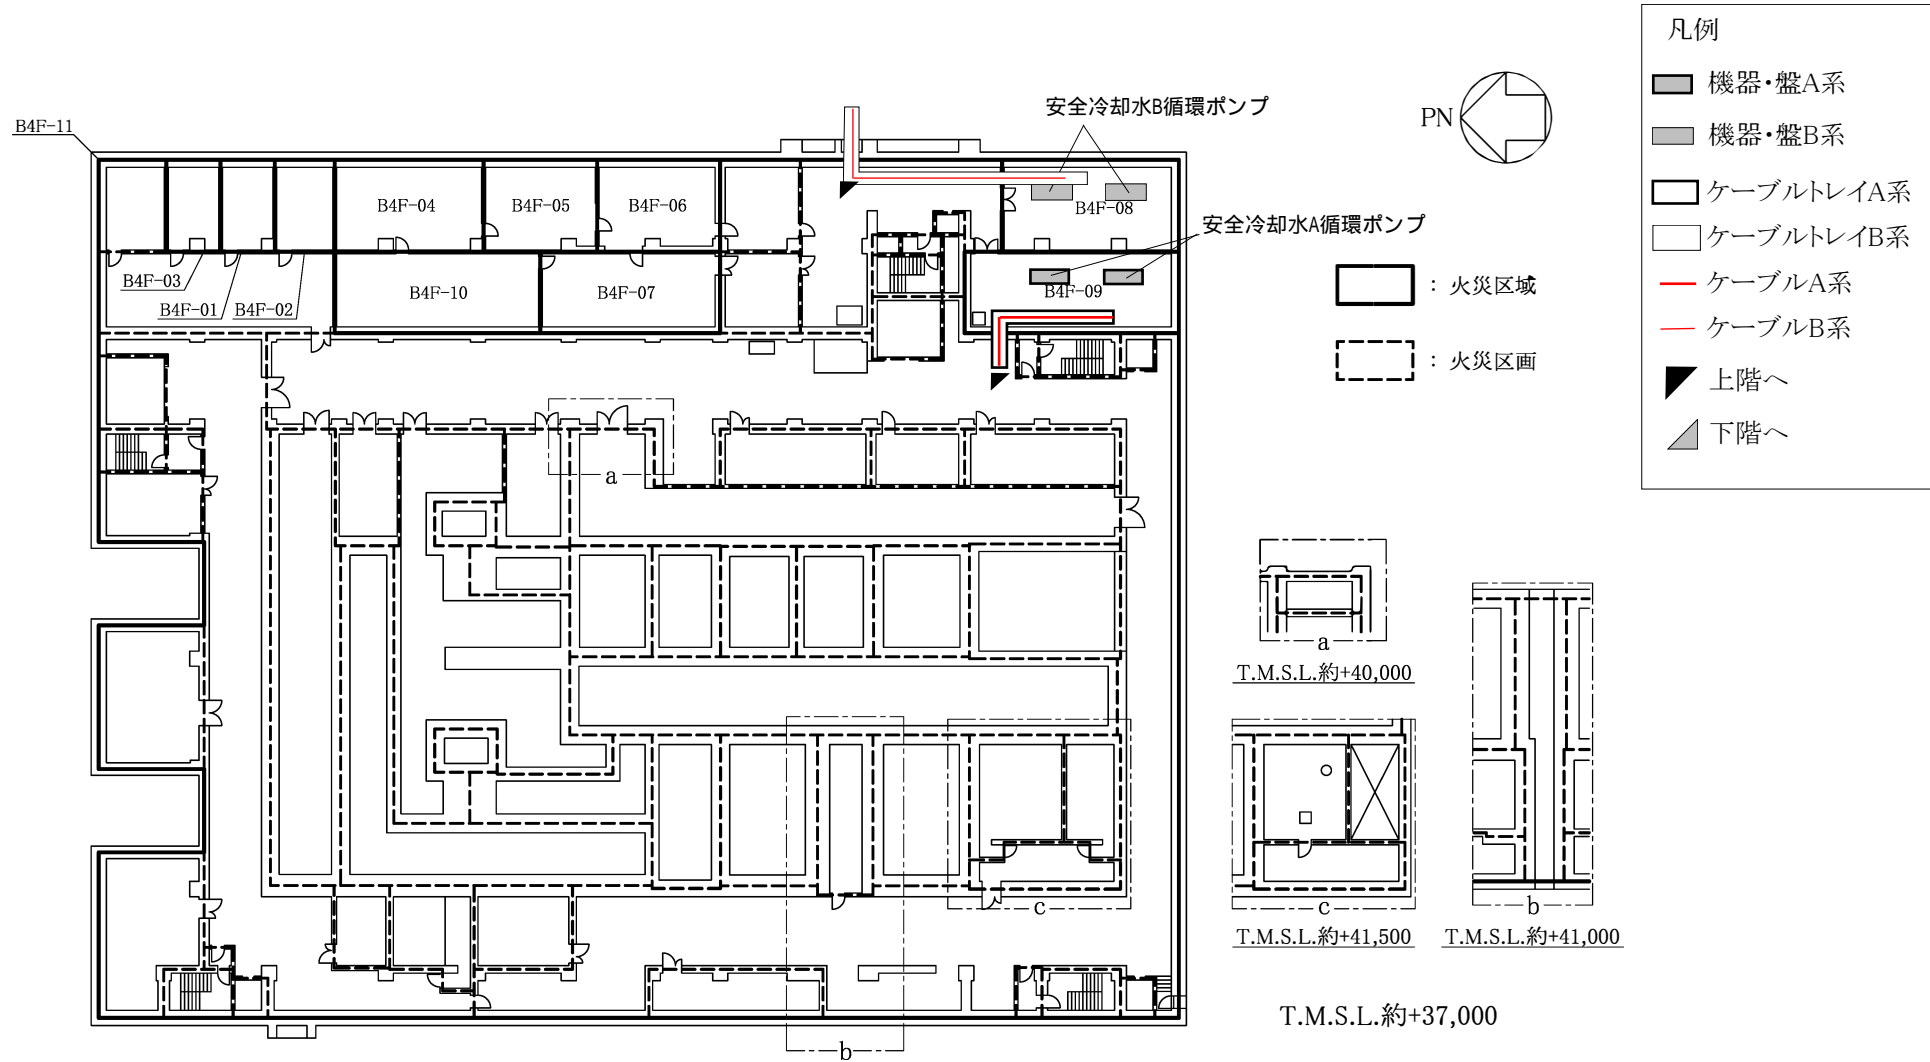 凡例
機器・盤A系
機器・盤B系
ケーブルトレイA系
ケーブルトレイB系
ケーブルA系
ケーブルB系
上階へ
下階へ
PN
：火災区域
：火災区画
安全冷却水B循環ポンプ
安全冷却水A循環ポンプ
B4F-11
B4F-04
B4F-05
B4F-06
B4F-08
B4F-03
B4F-01
B4F-02
B4F-10
B4F-07
B4F-09
a
c
b
a
T.M.S.L.約+40,000
c
T.M.S.L.約+41,500
b
T.M.S.L.約+41,000
T.M.S.L.約+37,000